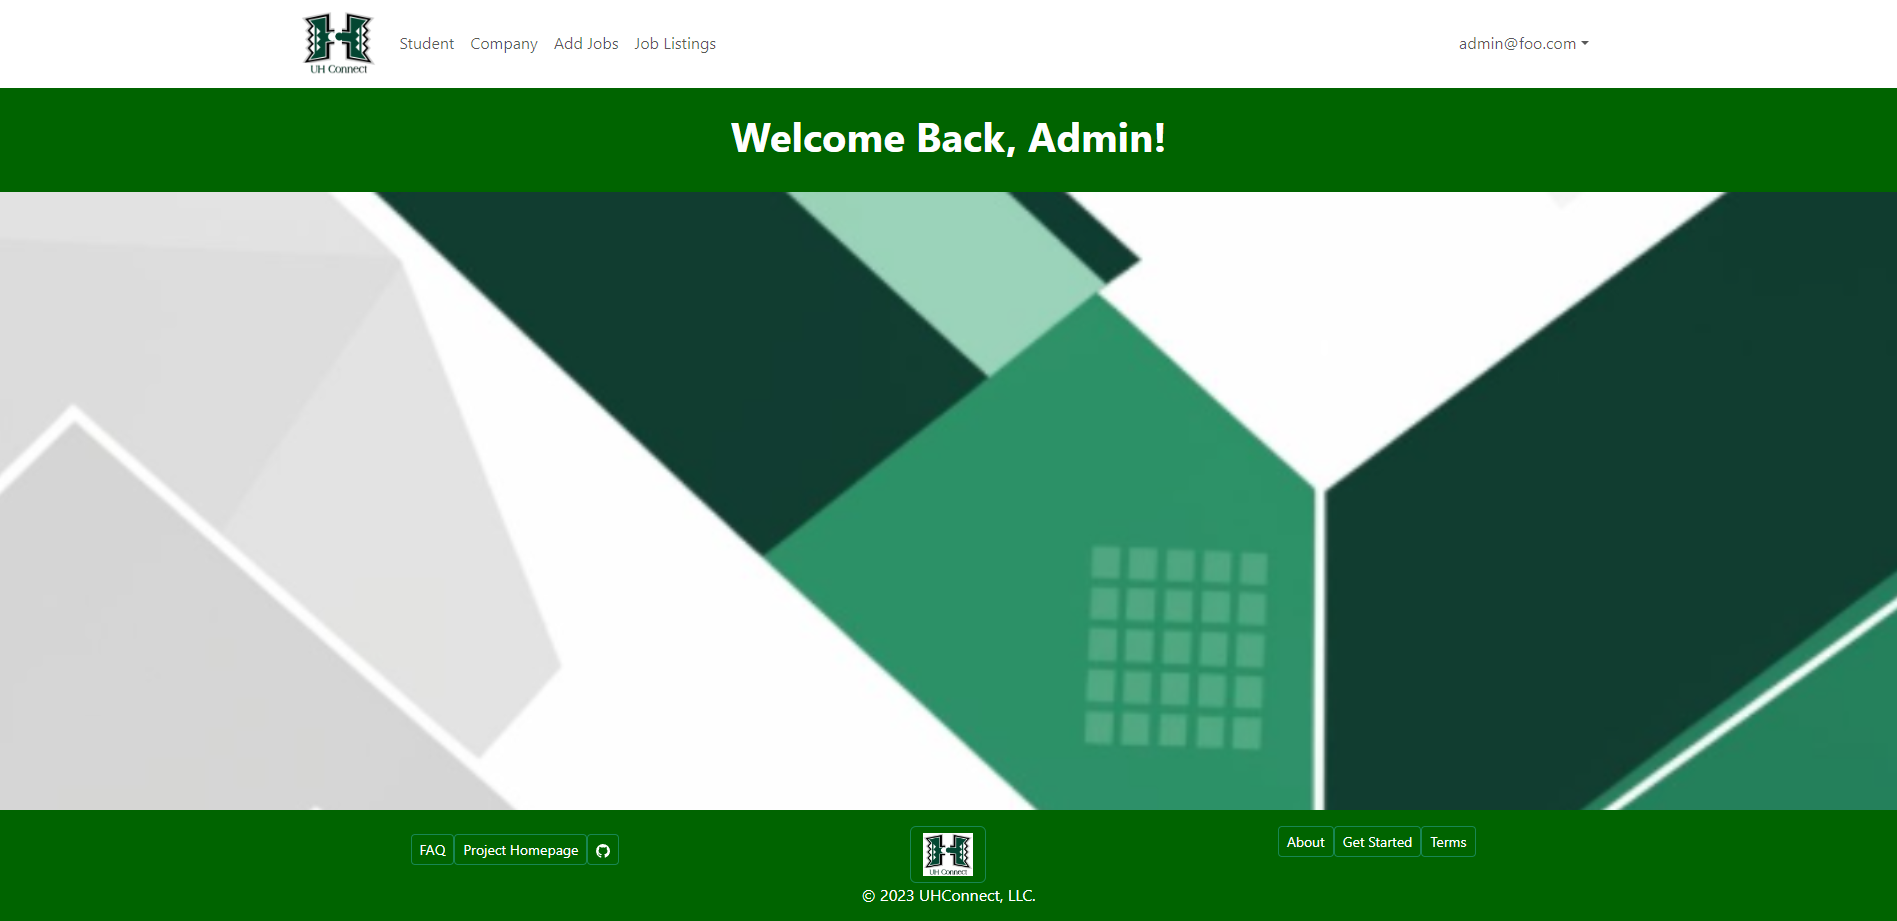 UH Connect
Student Company Add Jobs Job Listings admin@foo.com
Welcome Back, Admin!
FAQ Project Homepage
UH Connect
About Get Started Terms
© 2023 UHConnect, LLC.